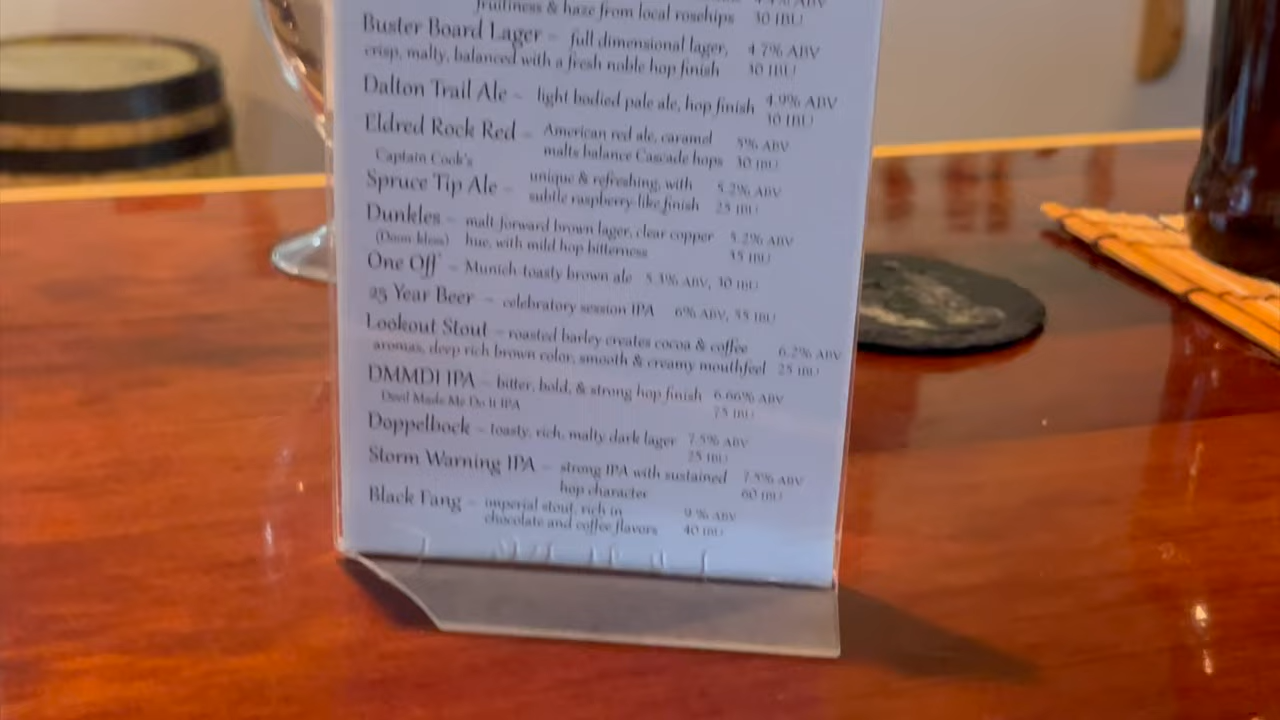 fruitiness & haze from local rosehips 30 IBU
Buster Board Lager – full dimensional lager, 4.7% ABV
crisp, malty, balanced with a fresh noble hop finish 30 IBU
Dalton Trail Ale – light bodied pale ale, hop finish 4.9% ABV
30 IBU
Eldred Rock Red – American red ale, caramel 5% ABV
malts balance Cascade hops 30 IBU
Captain Cook's
Spruce Tip Ale – unique & refreshing, with 5.2% ABV
subtle raspberry-like finish 25 IBU
Dunkles – malt forward brown lager, clear copper 5.2% ABV
hue, with mild hop bitterness IBU
One Off – Munich-toasty brown ale 5.3% ABV, 30 IBU
25 Year Beer – celebratory session IPA 6% ABV, 55 IBU
Lookout Stout – roasted barley creates cocoa & coffee 6.2% ABV
aromas, deep rich brown color, smooth & creamy mouthfeel 25 IBU
DMMDI IPA – bitter, bold, & strong hop finish 6.66% ABV
Devil Made Me Do It IPA 75 IBU
Doppelbock – toasty, rich, malty dark lager 7.5% ABV
25 IBU
Storm Warning IPA – strong IPA with sustained 7.5% ABV
hop character 60 IBU
Black Fang – imperial stout, rich in 9% ABV
chocolate and coffee flavors 40 IBU